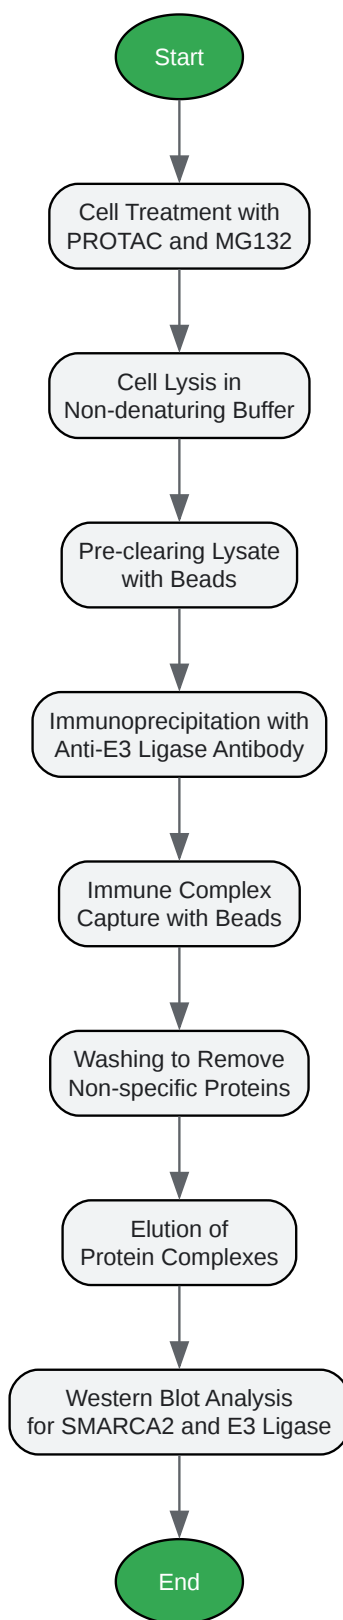 Start
Cell Treatment with
PROTAC and MG132
Cell Lysis in
Non-denaturing Buffer
Pre-clearing Lysate
with Beads
Immunoprecipitation with
Anti-E3 Ligase Antibody
Immune Complex
Capture with Beads
Washing to Remove
Non-specific Proteins
Elution of
Protein Complexes
Western Blot Analysis
for SMARCA2 and E3 Ligase
End